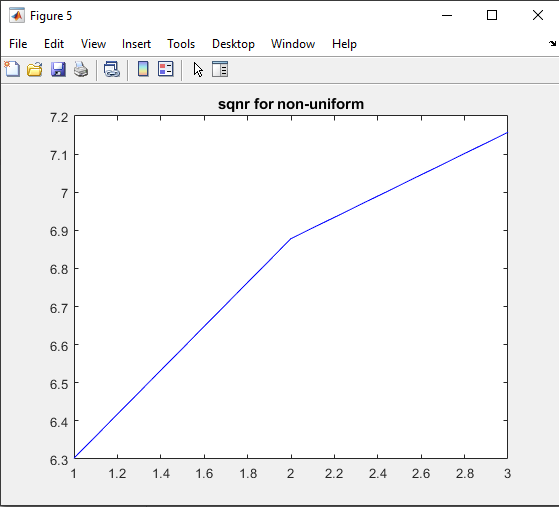 Figure 5
File Edit View Insert Tools Desktop Window Help
sqnr for non-uniform
7.2
7.1
7
6.9
6.8
6.7
6.6
6.5
6.4
6.3
1 1.2 1.4 1.6 1.8 2 2.2 2.4 2.6 2.8 3